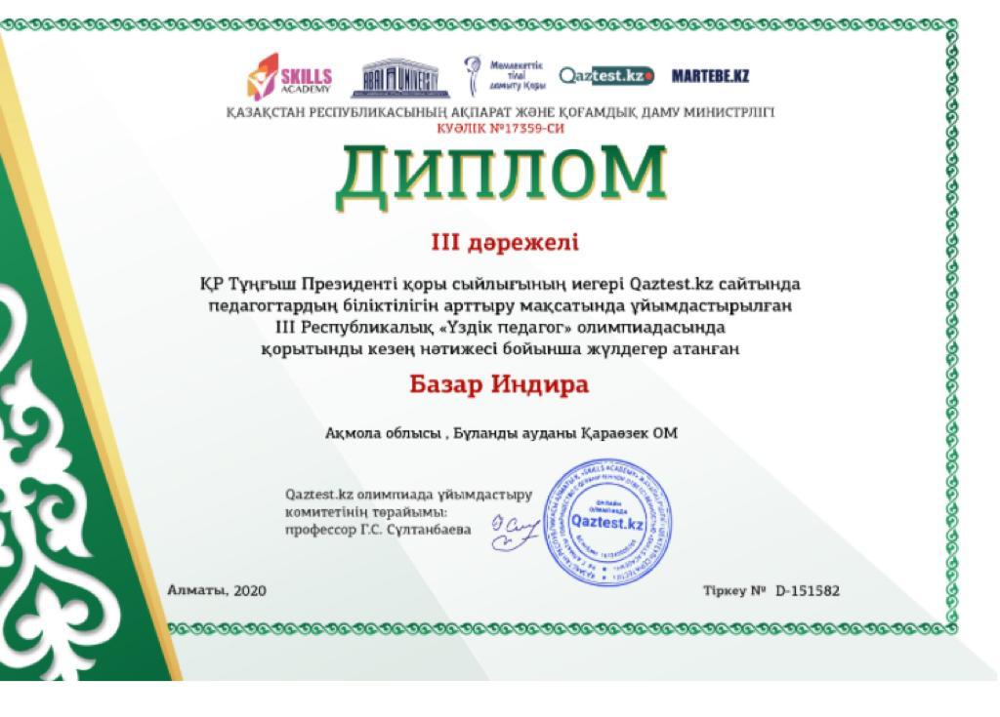 SKILLS
ACADEMY
ABAI UNIVERSITY
Мемлекеттік
тілді
дамыту қоры
Qaztest.kz
MARTEBE.KZ
ҚАЗАҚСТАН РЕСПУБЛИКАСЫНЫҢ АҚПАРАТ ЖӘНЕ ҚОҒАМДЫҚ ДАМУ МИНИСТРЛІГІ
КУӘЛІК №17359-СИ
ДИПЛОМ
III дәрежелі
ҚР Тұңғыш Президенті қоры сыйлығының иегері Qaztest.kz сайтында
педагогтардың біліктілігін арттыру мақсатында ұйымдастырылған
III Республикалық «Үздік педагог» олимпиадасында
қорытынды кезең нәтижесі бойынша жүлдегер атанған
Базар Индира
Ақмола облысы , Бұланды ауданы Қараөзек ОМ
Qaztest.kz олимпиада ұйымдастыру
комитетінің төрайымы:
профессор Г.С. Сұлтанбаева
ОНЛАЙН
ОЛИМПИАДА
Qaztest.kz
Алматы, 2020
Тіркеу № D-151582